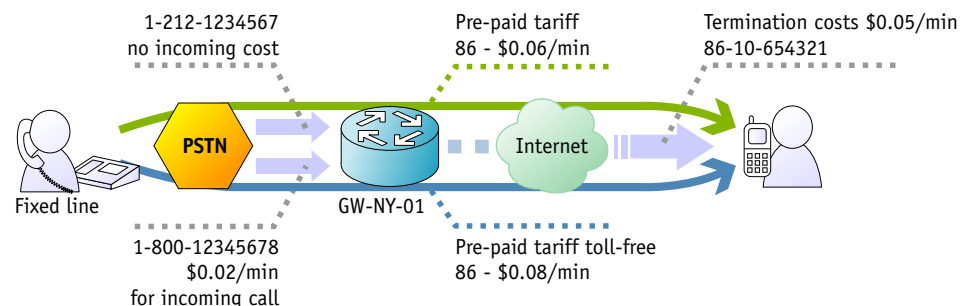 1-212-1234567
no incoming cost
Pre-paid tariff
86 - $0.06/min
Termination costs $0.05/min
86-10-654321
PSTN
Internet
Fixed line
GW-NY-01
1-800-12345678
$0.02/min
for incoming call
Pre-paid tariff toll-free
86 - $0.08/min